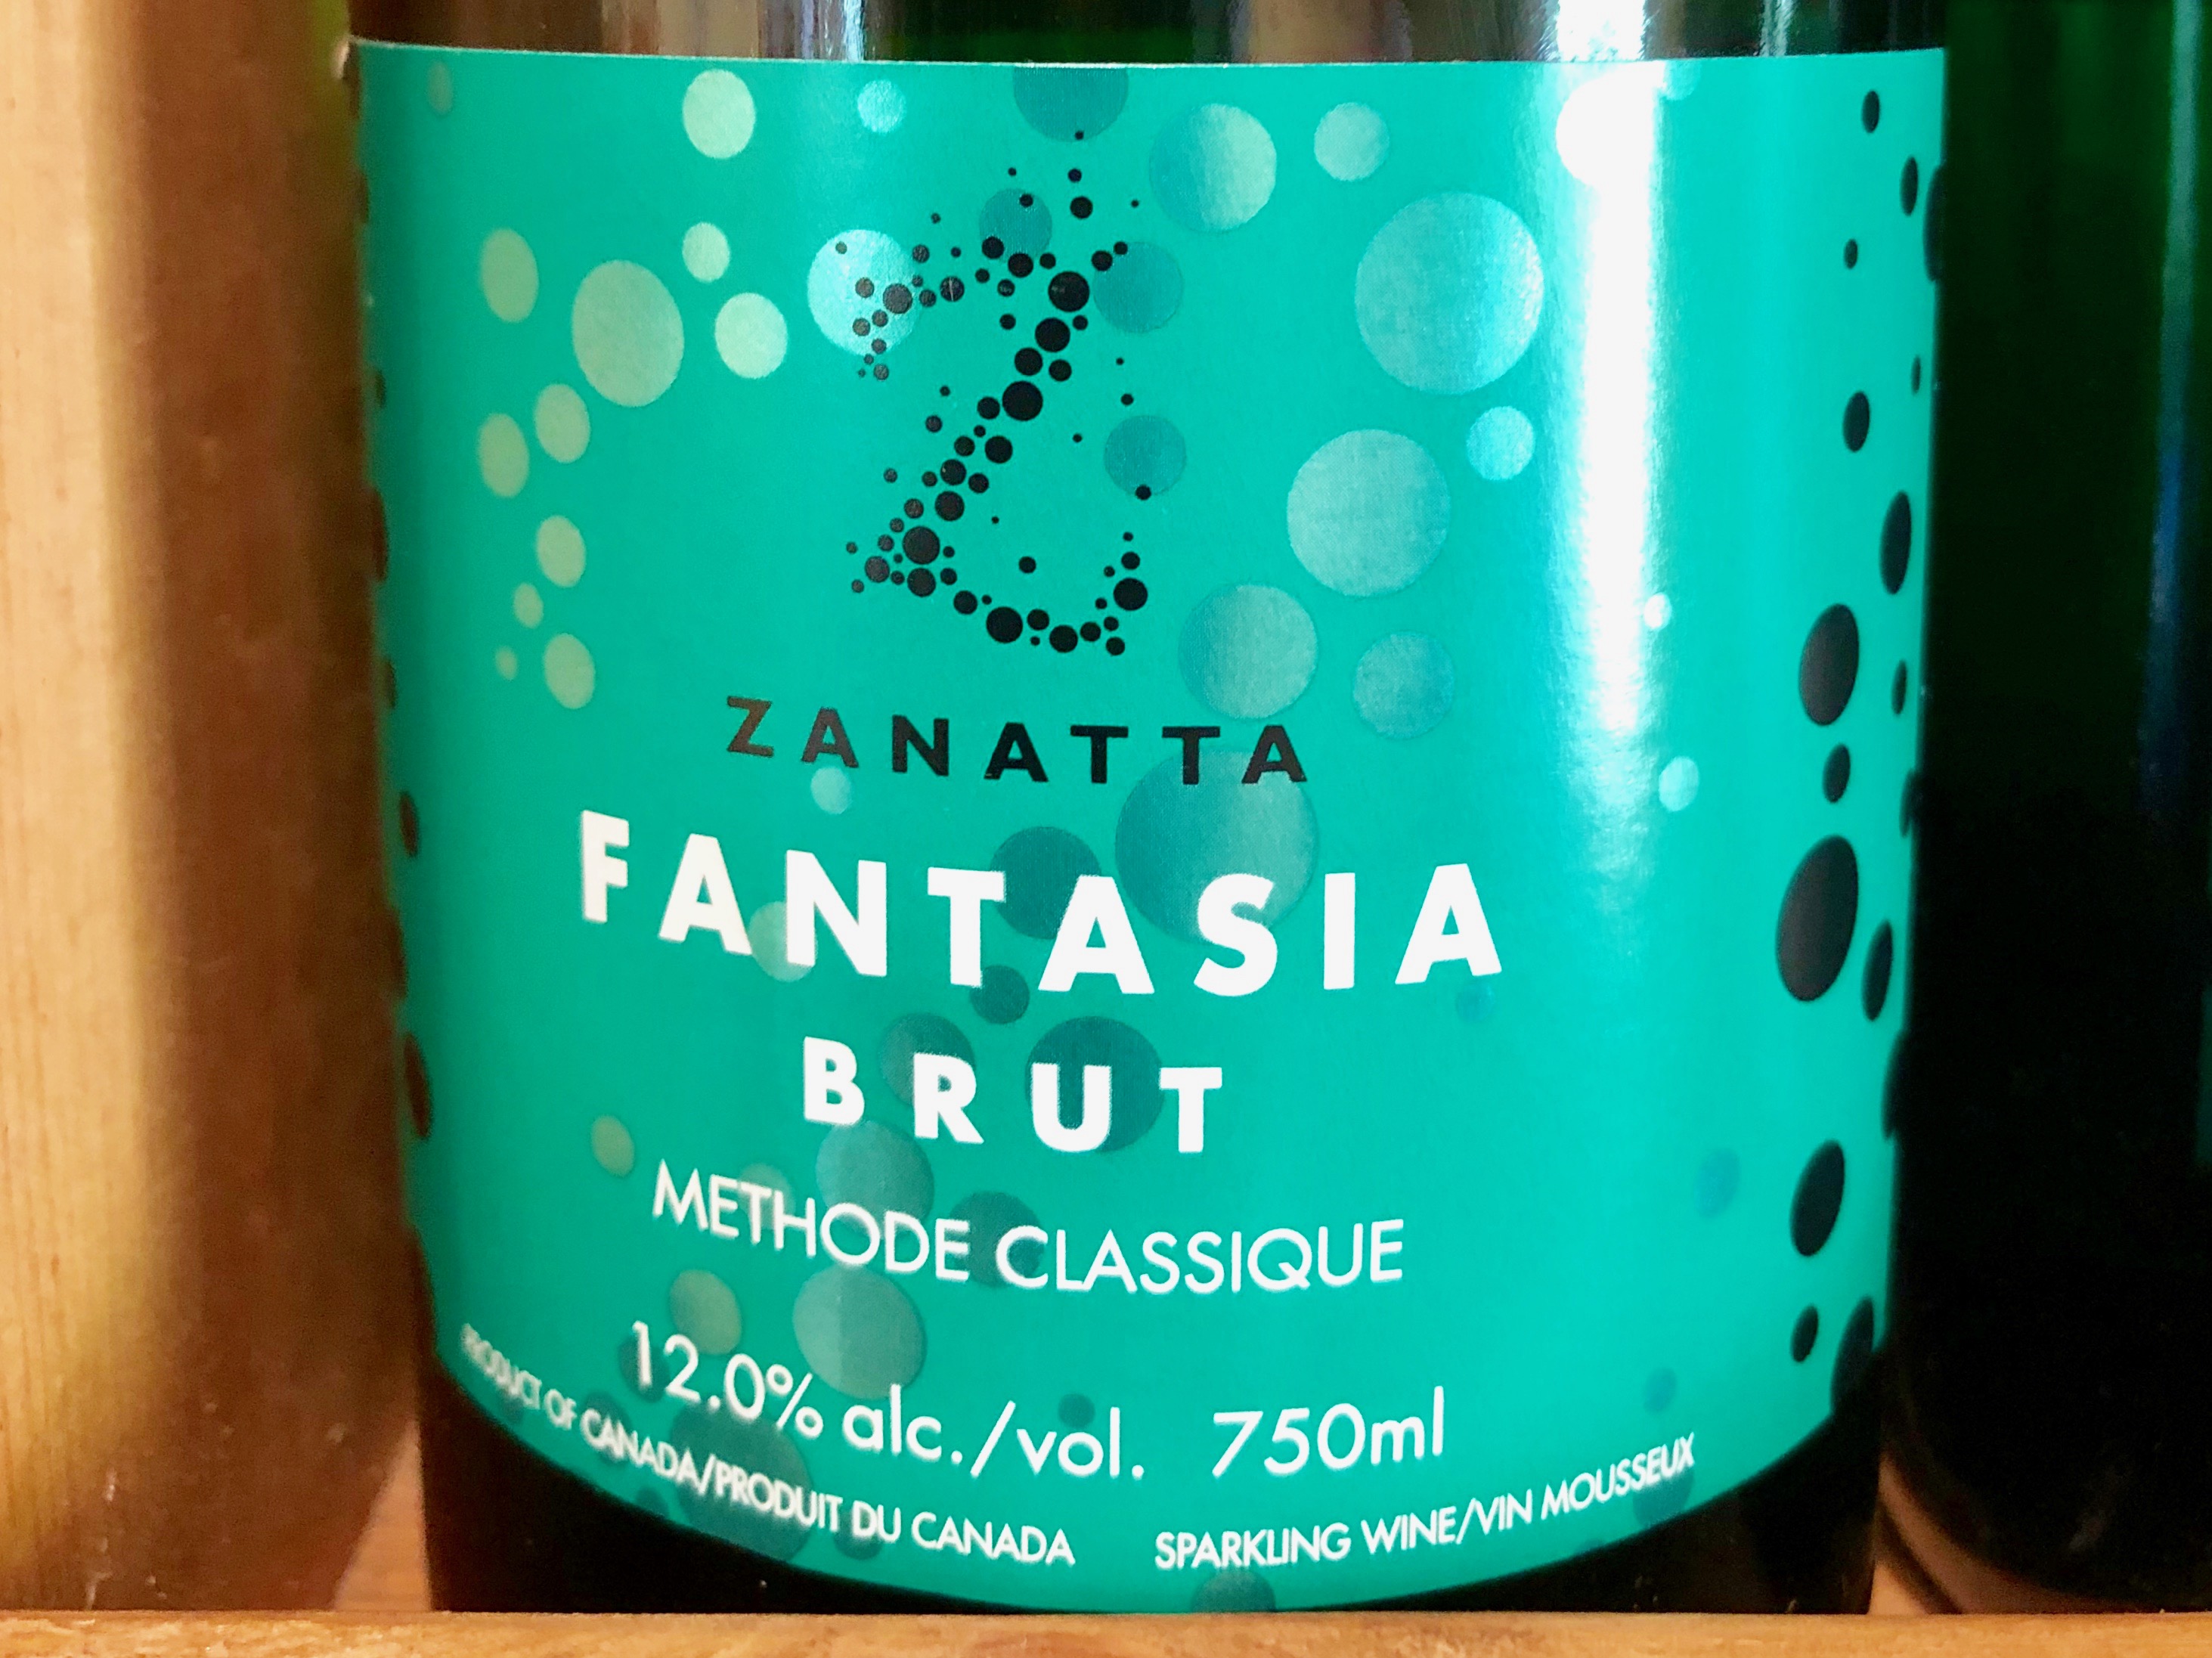 Z
ZANATTA
FANTASIA
BRUT
METHODE CLASSIQUE
12.0% alc./vol. 750ml
PRODUCT OF CANADA/PRODUIT DU CANADA SPARKLING WINE/VIN MOUSSEUX